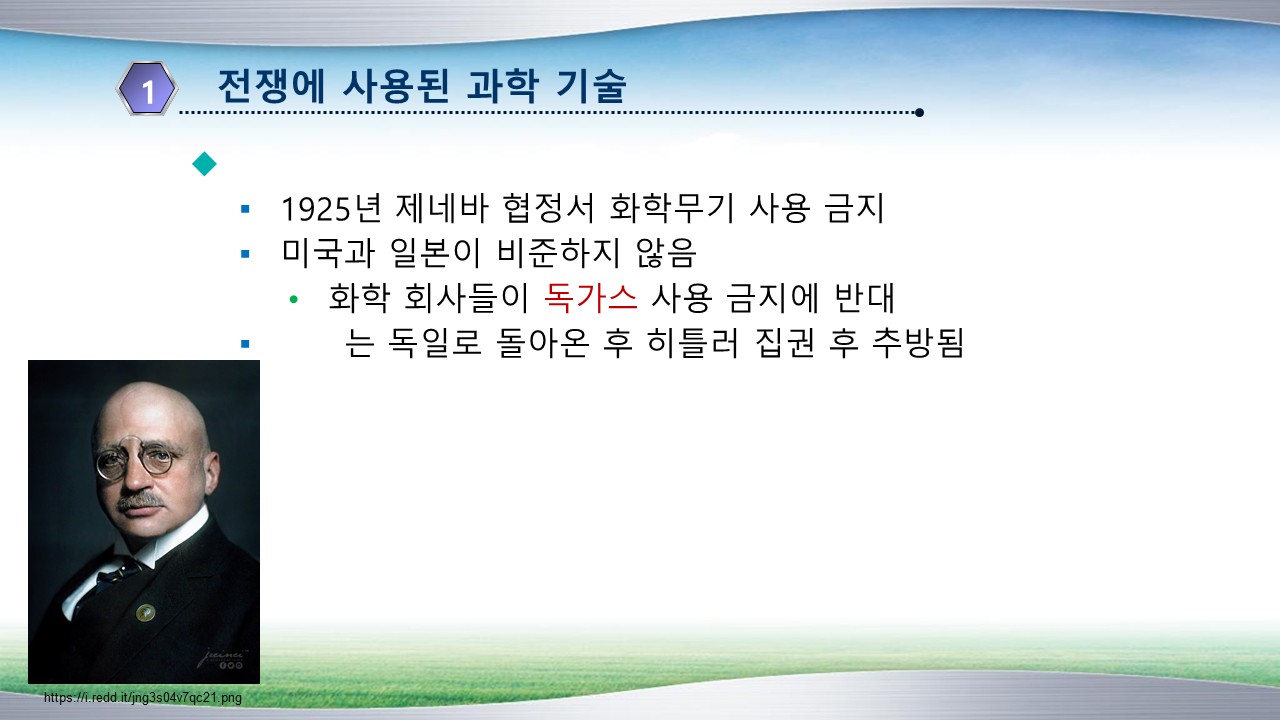 1 전쟁에 사용된 과학 기술
1925년 제네바 협정서 화학무기 사용 금지
미국과 일본이 비준하지 않음
화학 회사들이 독가스 사용 금지에 반대
는 독일로 돌아온 후 히틀러 집권 후 추방됨
https://i.redd.it/jng3s04v7qc21.png